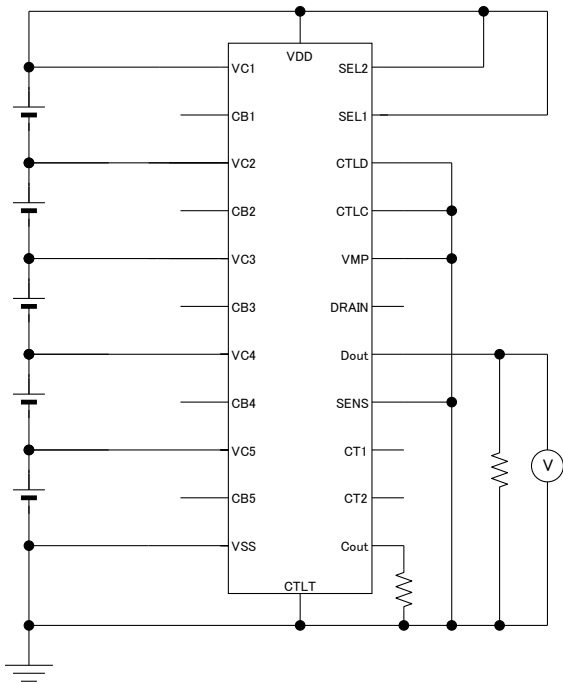 VDD
VC1 SEL2
CB1 SEL1
VC2 CTLD
CB2 CTLC
VC3 VMP
CB3 DRAIN
VC4 Dout
CB4 SENS
VC5 CT1
V
CB5 CT2
VSS Cout
CTLT